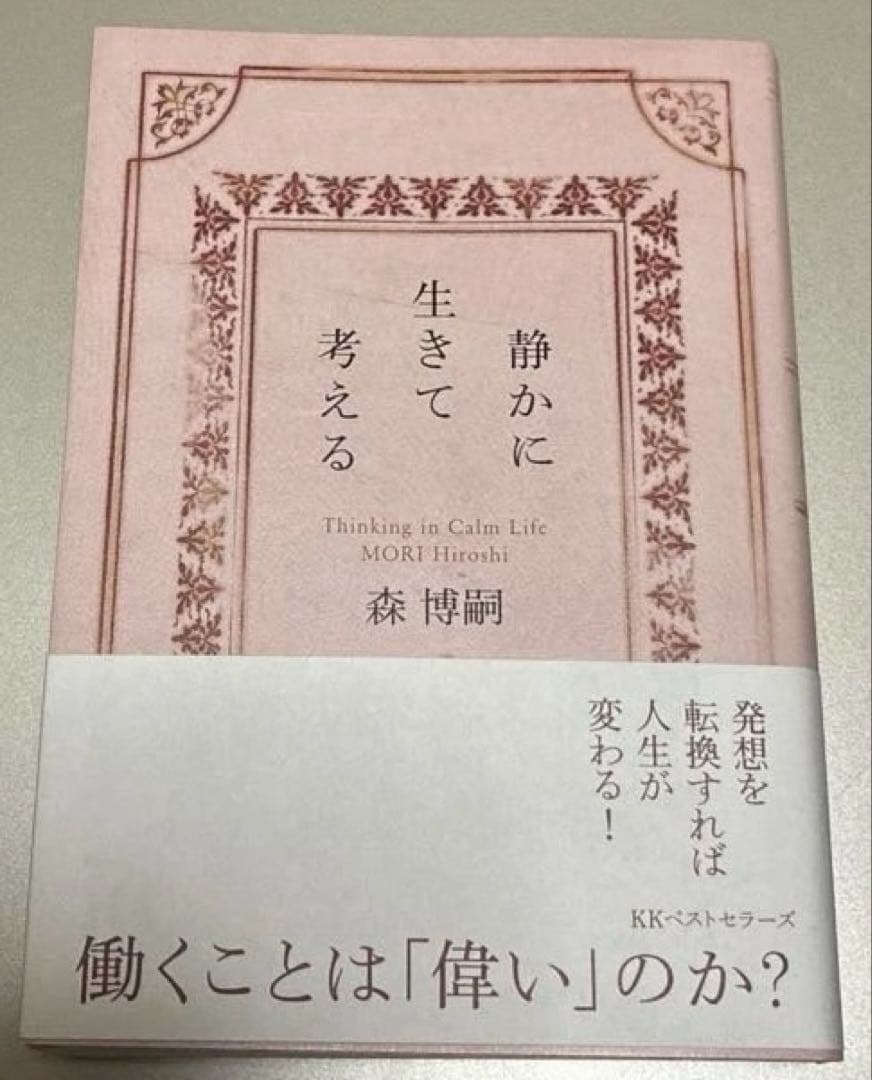 静かに
生きて
考える
Thinking in Calm Life
MORI Hiroshi
森 博嗣
発想を
転換すれば
人生が
変わる!
KKベストセラーズ
働くことは「偉い」のか?